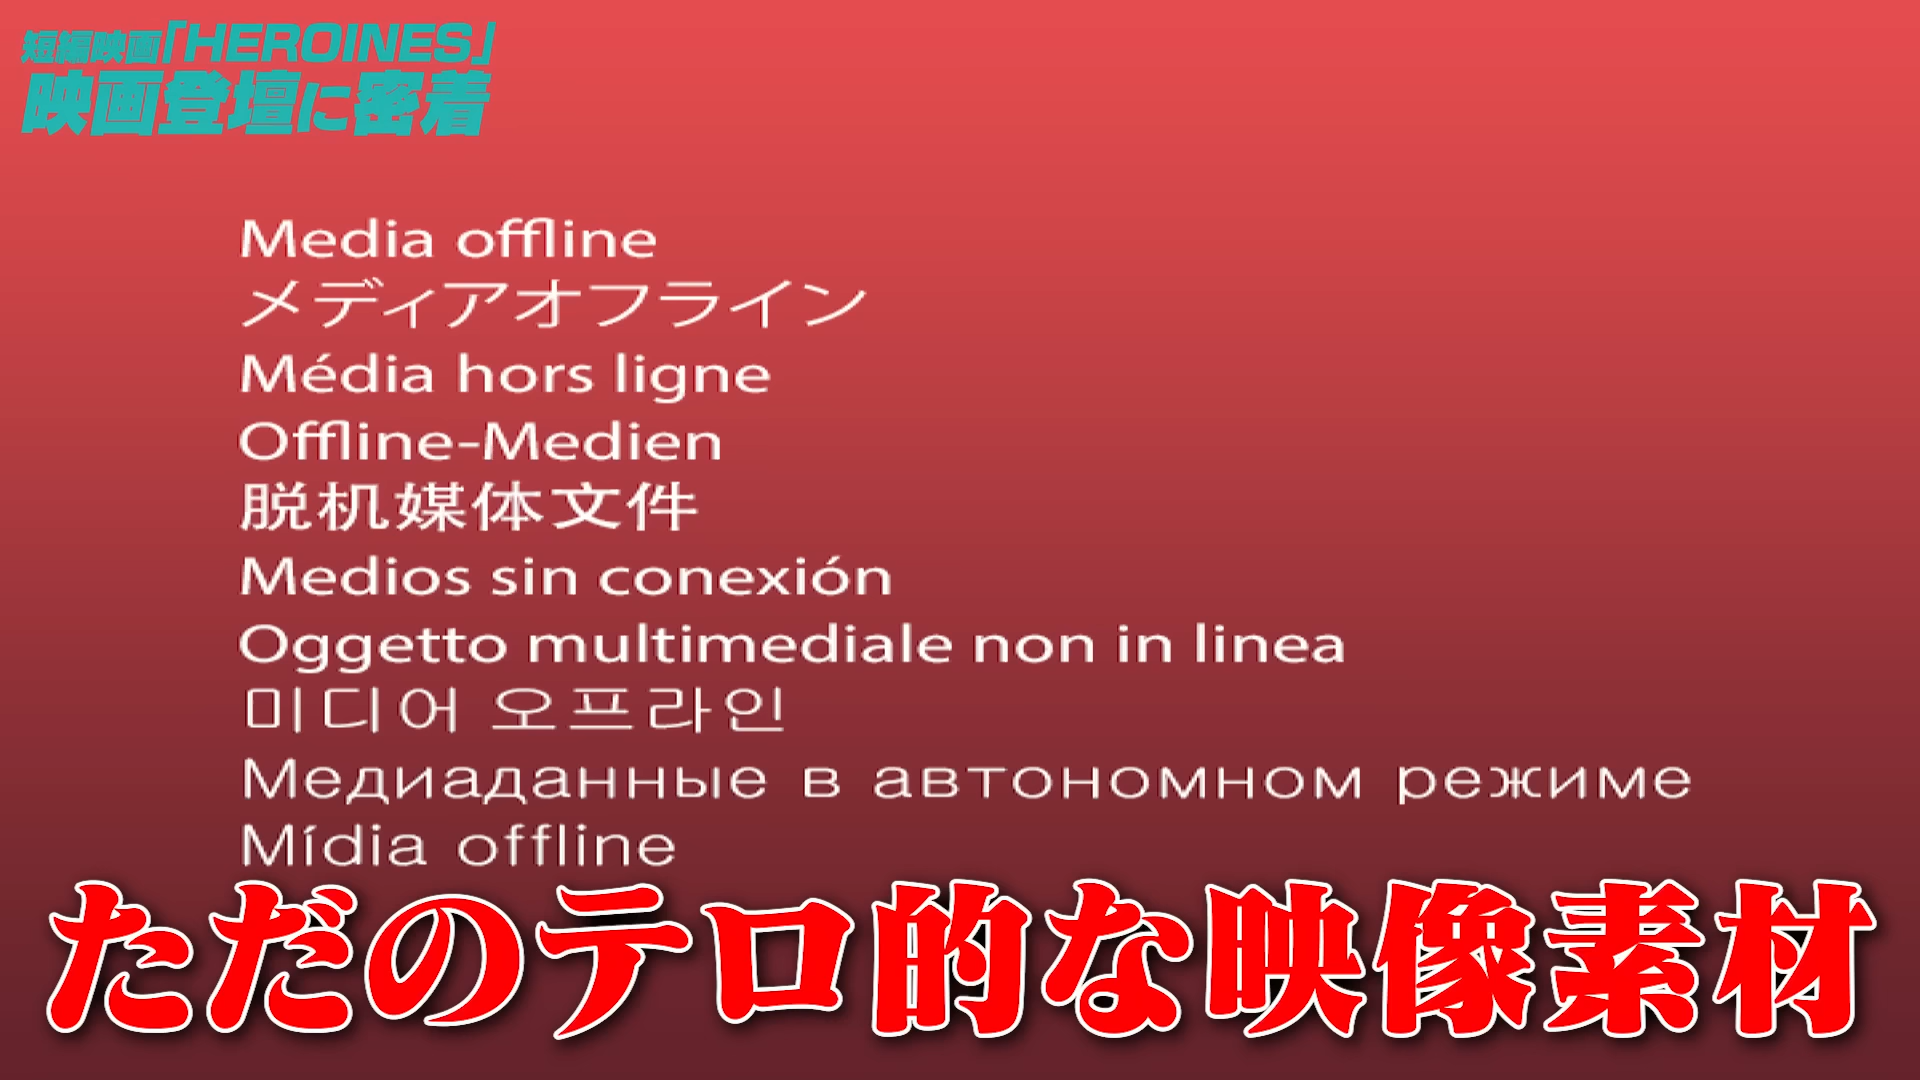 短編映画「HEROINES」
映画登壇に密着
Media offline
メディアオフライン
Média hors ligne
Offline-Medien
脱机媒体文件
Medios sin conexión
Oggetto multimediale non in linea
미디어 오프라인
Медиаданные в автономном режиме
Mídia offline
ただのテロ的な映像素材